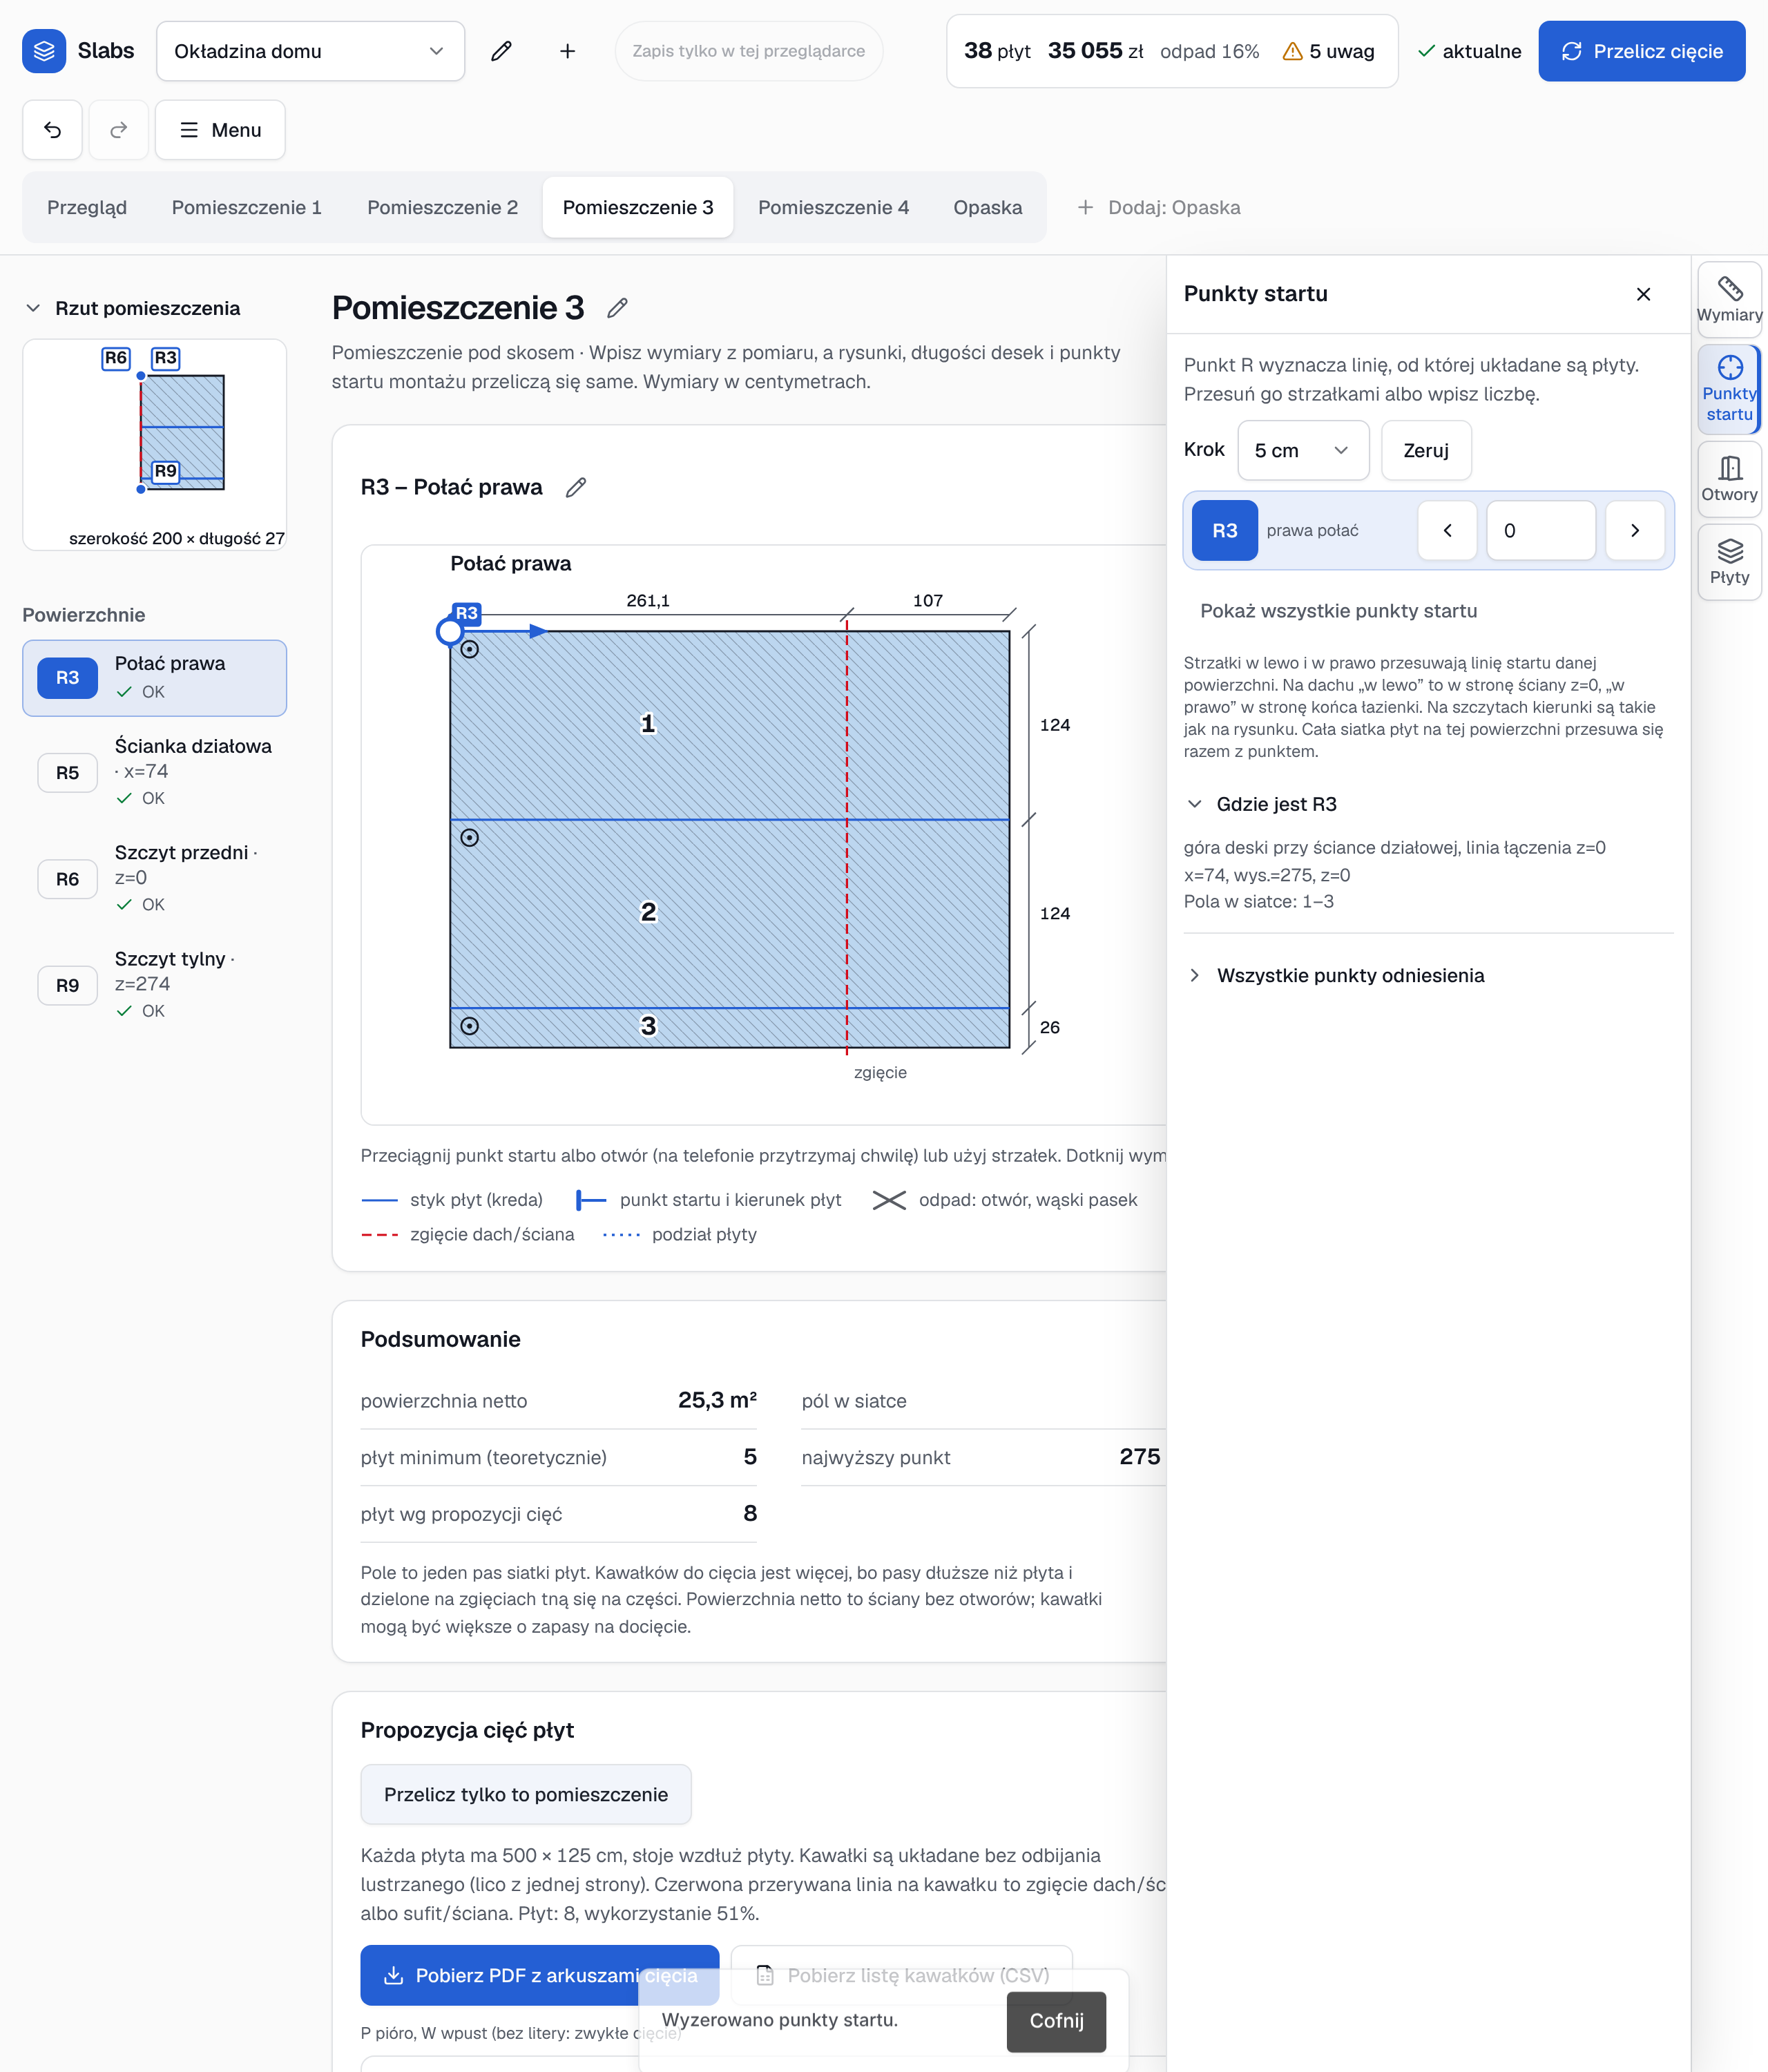 Slabs
Okładzina domu
Zapis tylko w tej przeglądarce
38 płyt 35 055 zł odpad 16% 5 uwag
aktualne
Przelicz cięcie
Menu
Przegląd
Pomieszczenie 1
Pomieszczenie 2
Pomieszczenie 3
Pomieszczenie 4
Opaska
Dodaj: Opaska
Rzut pomieszczenia
R6 R3
R9
szerokość 200 × długość 27
Powierzchnie
R3
Połać prawa
OK
R5
Ścianka działowa
· x=74
OK
R6
Szczyt przedni ·
z=0
OK
R9
Szczyt tylny ·
z=274
OK
Pomieszczenie 3
Pomieszczenie pod skosem · Wpisz wymiary z pomiaru, a rysunki, długości desek i punkty
startu montażu przeliczą się same. Wymiary w centymetrach.
R3 – Połać prawa
Połać prawa
261,1 107
R3
1
124
2
124
3
26
zgięcie
Przeciągnij punkt startu albo otwór (na telefonie przytrzymaj chwilę) lub użyj strzałek. Dotknij wym
styk płyt (kreda)
punkt startu i kierunek płyt
odpad: otwór, wąski pasek
zgięcie dach/ściana
podział płyty
Podsumowanie
powierzchnia netto 25,3 m²
pól w siatce
płyt minimum (teoretycznie) 5
najwyższy punkt 275
płyt wg propozycji cięć 8
Pole to jeden pas siatki płyt. Kawałków do cięcia jest więcej, bo pasy dłuższe niż płyta i
dzielone na zgięciach tną się na części. Powierzchnia netto to ściany bez otworów; kawałki
mogą być większe o zapasy na docięcie.
Propozycja cięć płyt
Przelicz tylko to pomieszczenie
Każda płyta ma 500 × 125 cm, słoje wzdłuż płyty. Kawałki są układane bez odbijania
lustrzanego (lico z jednej strony). Czerwona przerywana linia na kawałku to zgięcie dach/śc
albo sufit/ściana. Płyt: 8, wykorzystanie 51%.
Pobierz PDF z arkuszami cięcia
Pobierz listę kawałków (CSV)
P pióro, W wpust (bez litery: zwykłe cięcie)
Wyzerowano punkty startu.
Cofnij
Punkty startu
Punkt R wyznacza linię, od której układane są płyty.
Przesuń go strzałkami albo wpisz liczbę.
Krok
5 cm
Zeruj
R3
prawa połać
0
Pokaż wszystkie punkty startu
Strzałki w lewo i w prawo przesuwają linię startu danej
powierzchni. Na dachu „w lewo” to w stronę ściany z=0, „w
prawo” w stronę końca łazienki. Na szczytach kierunki są takie
jak na rysunku. Cała siatka płyt na tej powierzchni przesuwa się
razem z punktem.
Gdzie jest R3
góra deski przy ściance działowej, linia łączenia z=0
x=74, wys.=275, z=0
Pola w siatce: 1–3
Wszystkie punkty odniesienia
Wymiary
Punkty
startu
Otwory
Płyty